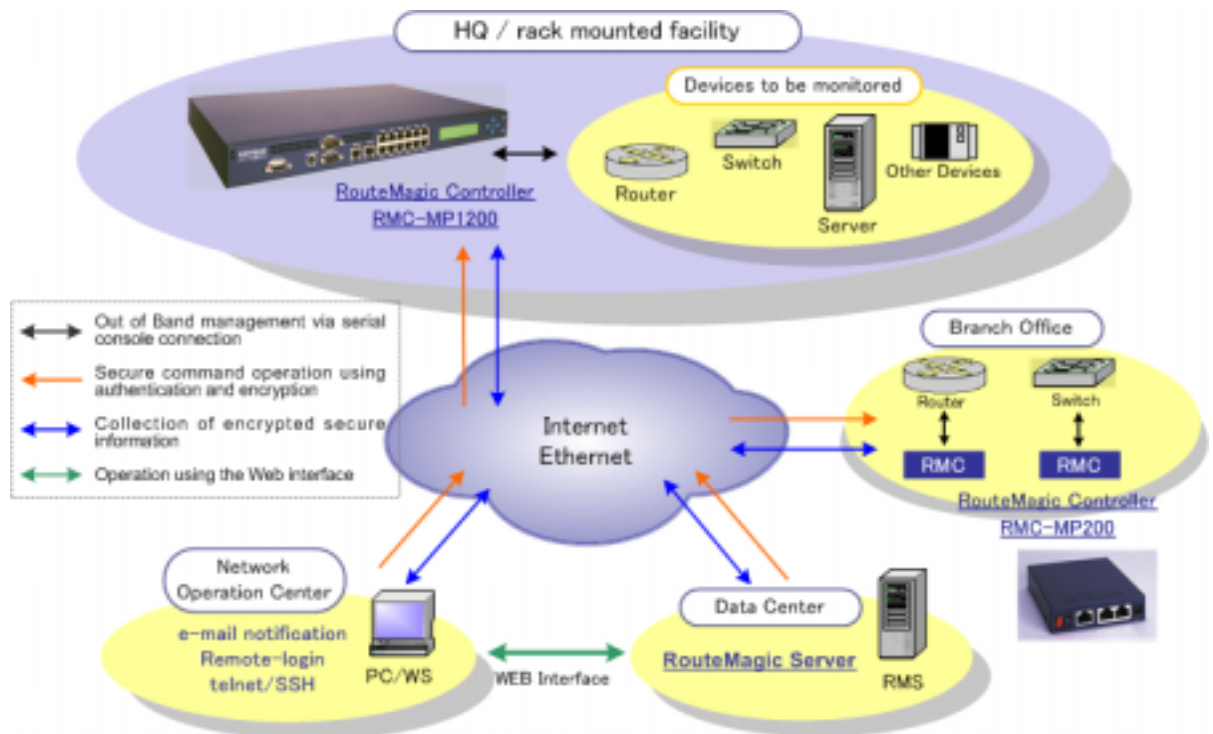 HQ / rack mounted facility
Devices to be monitored
Switch
Router
Server
Other Devices
RouteMagic Controller
RMC-MP1200
Out of Band management via serial
console connection
Secure command operation using
authentication and encryption
Collection of encrypted secure
information
Operation using the Web interface
Internet
Ethernet
Branch Office
Router
Switch
RMC
RMC
RouteMagic Controller
RMC-MP200
Network
Operation Center
e-mail notification
Remote-login
telnet/SSH
PC/WS
WEB Interface
Data Center
RouteMagic Server
RMS